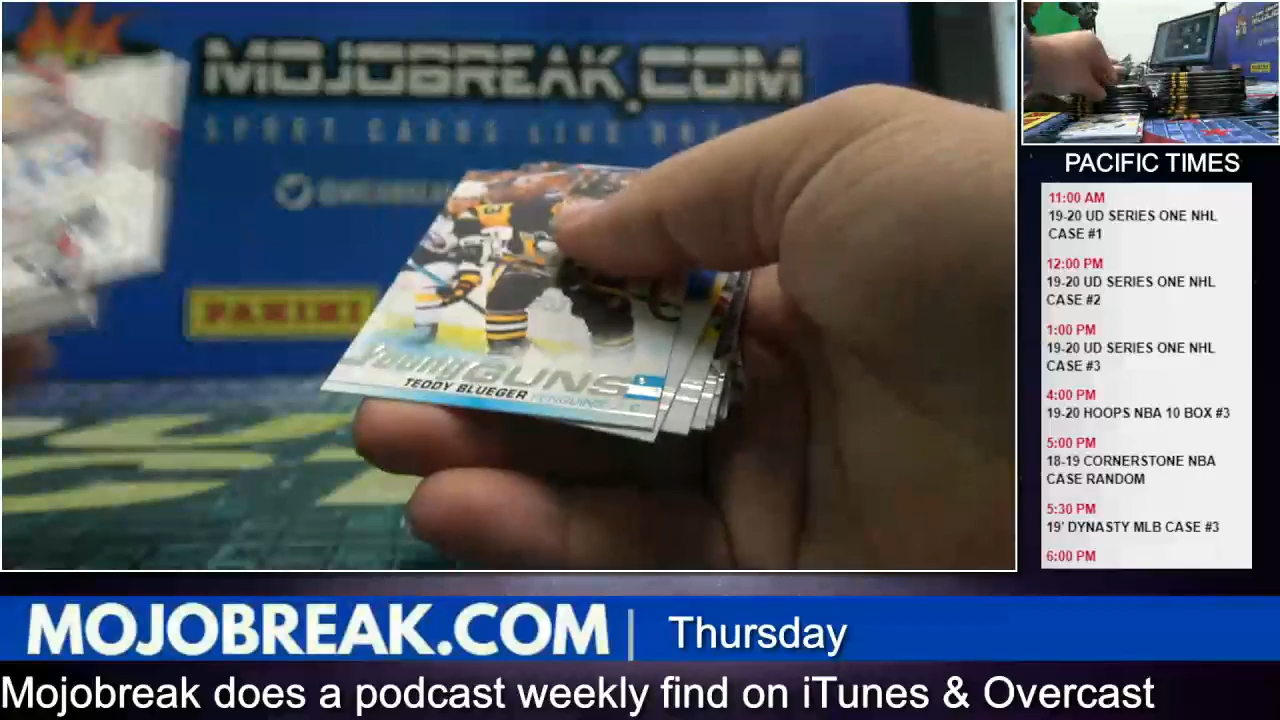 MOJOBREAK.COM
SPORT CARDS LIVE
PANINI
YOUNG GUNS
TEDDY BLUEGER PENGUINS
PACIFIC TIMES
11:00 AM
19-20 UD SERIES ONE NHL
CASE #1
12:00 PM
19-20 UD SERIES ONE NHL
CASE #2
1:00 PM
19-20 UD SERIES ONE NHL
CASE #3
4:00 PM
19-20 HOOPS NBA 10 BOX #3
5:00 PM
18-19 CORNERSTONE NBA
CASE RANDOM
5:30 PM
19' DYNASTY MLB CASE #3
6:00 PM
MOJOBREAK.COM | Thursday
Mojobreak does a podcast weekly find on iTunes & Overcast